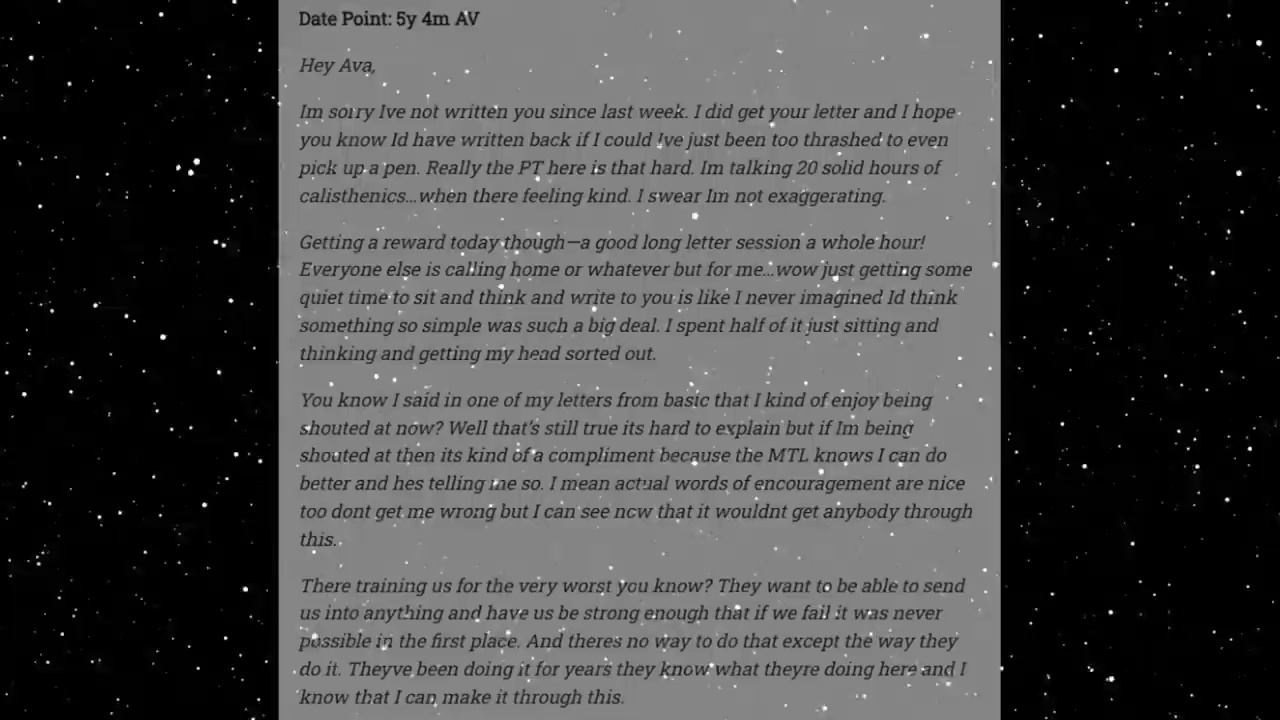 Date Point: 5y 4m AV
Hey Ava,
Im sorry Ive not written you since last week. I did get your letter and I hope
you know Id have written back if I could Ive just been too thrashed to even
pick up a pen. Really the PT here is that hard. Im talking 20 solid hours of
calisthenics...when there feeling kind. I swear Im not exaggerating.
Getting a reward today though—a good long letter session a whole hour!
Everyone else is calling home or whatever but for me...wow just getting some
quiet time to sit and think and write to you is like I never imagined Id think
something so simple was such a big deal. I spent half of it just sitting and
thinking and getting my head sorted out.
You know I said in one of my letters from basic that I kind of enjoy being
shouted at now? Well that's still true its hard to explain but if Im being
shouted at then its kind of a compliment because the MTL knows I can do
better and hes telling me so. I mean actual words of encouragement are nice
too dont get me wrong but I can see now that it wouldnt get anybody through
this.
There training us for the very worst you know? They want to be able to send
us into anything and have us be strong enough that if we fail it was never
possible in the first place. And theres no way to do that except the way they
do it. Theyve been doing it for years they know what theyre doing here and I
know that I can make it through this.